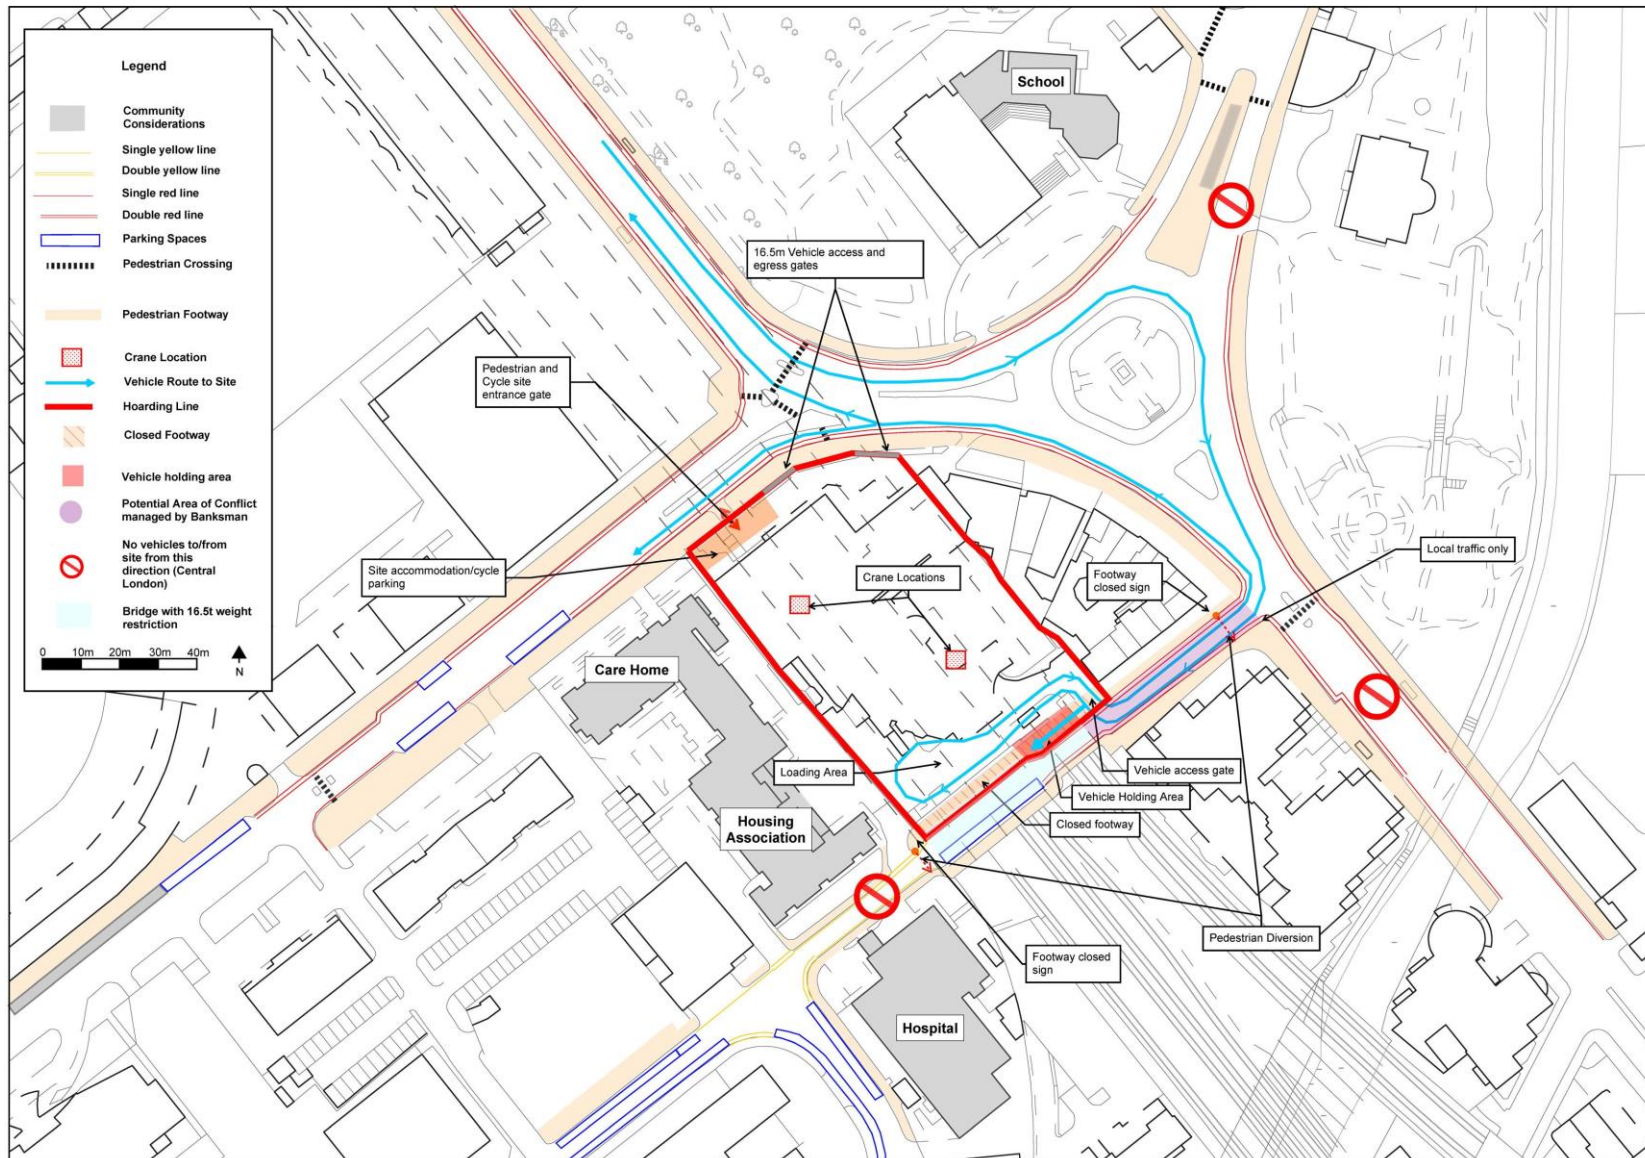 Legend
Community
Considerations
Single yellow line
Double yellow line
Single red line
Double red line
Parking Spaces
Pedestrian Crossing
Pedestrian Footway
Crane Location
Vehicle Route to Site
Hoarding Line
Closed Footway
Vehicle holding area
Potential Area of Conflict
managed by Banksman
No vehicles to/from
site from this
direction (Central
London)
Bridge with 16.5t weight
restriction
0 10m 20m 30m 40m
N
School
16.5m Vehicle access and
egress gates
Pedestrian and
Cycle site
entrance gate
Site accommodation/cycle
parking
Crane Locations
Footway
closed sign
Local traffic only
Care Home
Loading Area
Vehicle access gate
Vehicle Holding Area
Closed footway
Housing
Association
Pedestrian Diversion
Footway closed
sign
Hospital